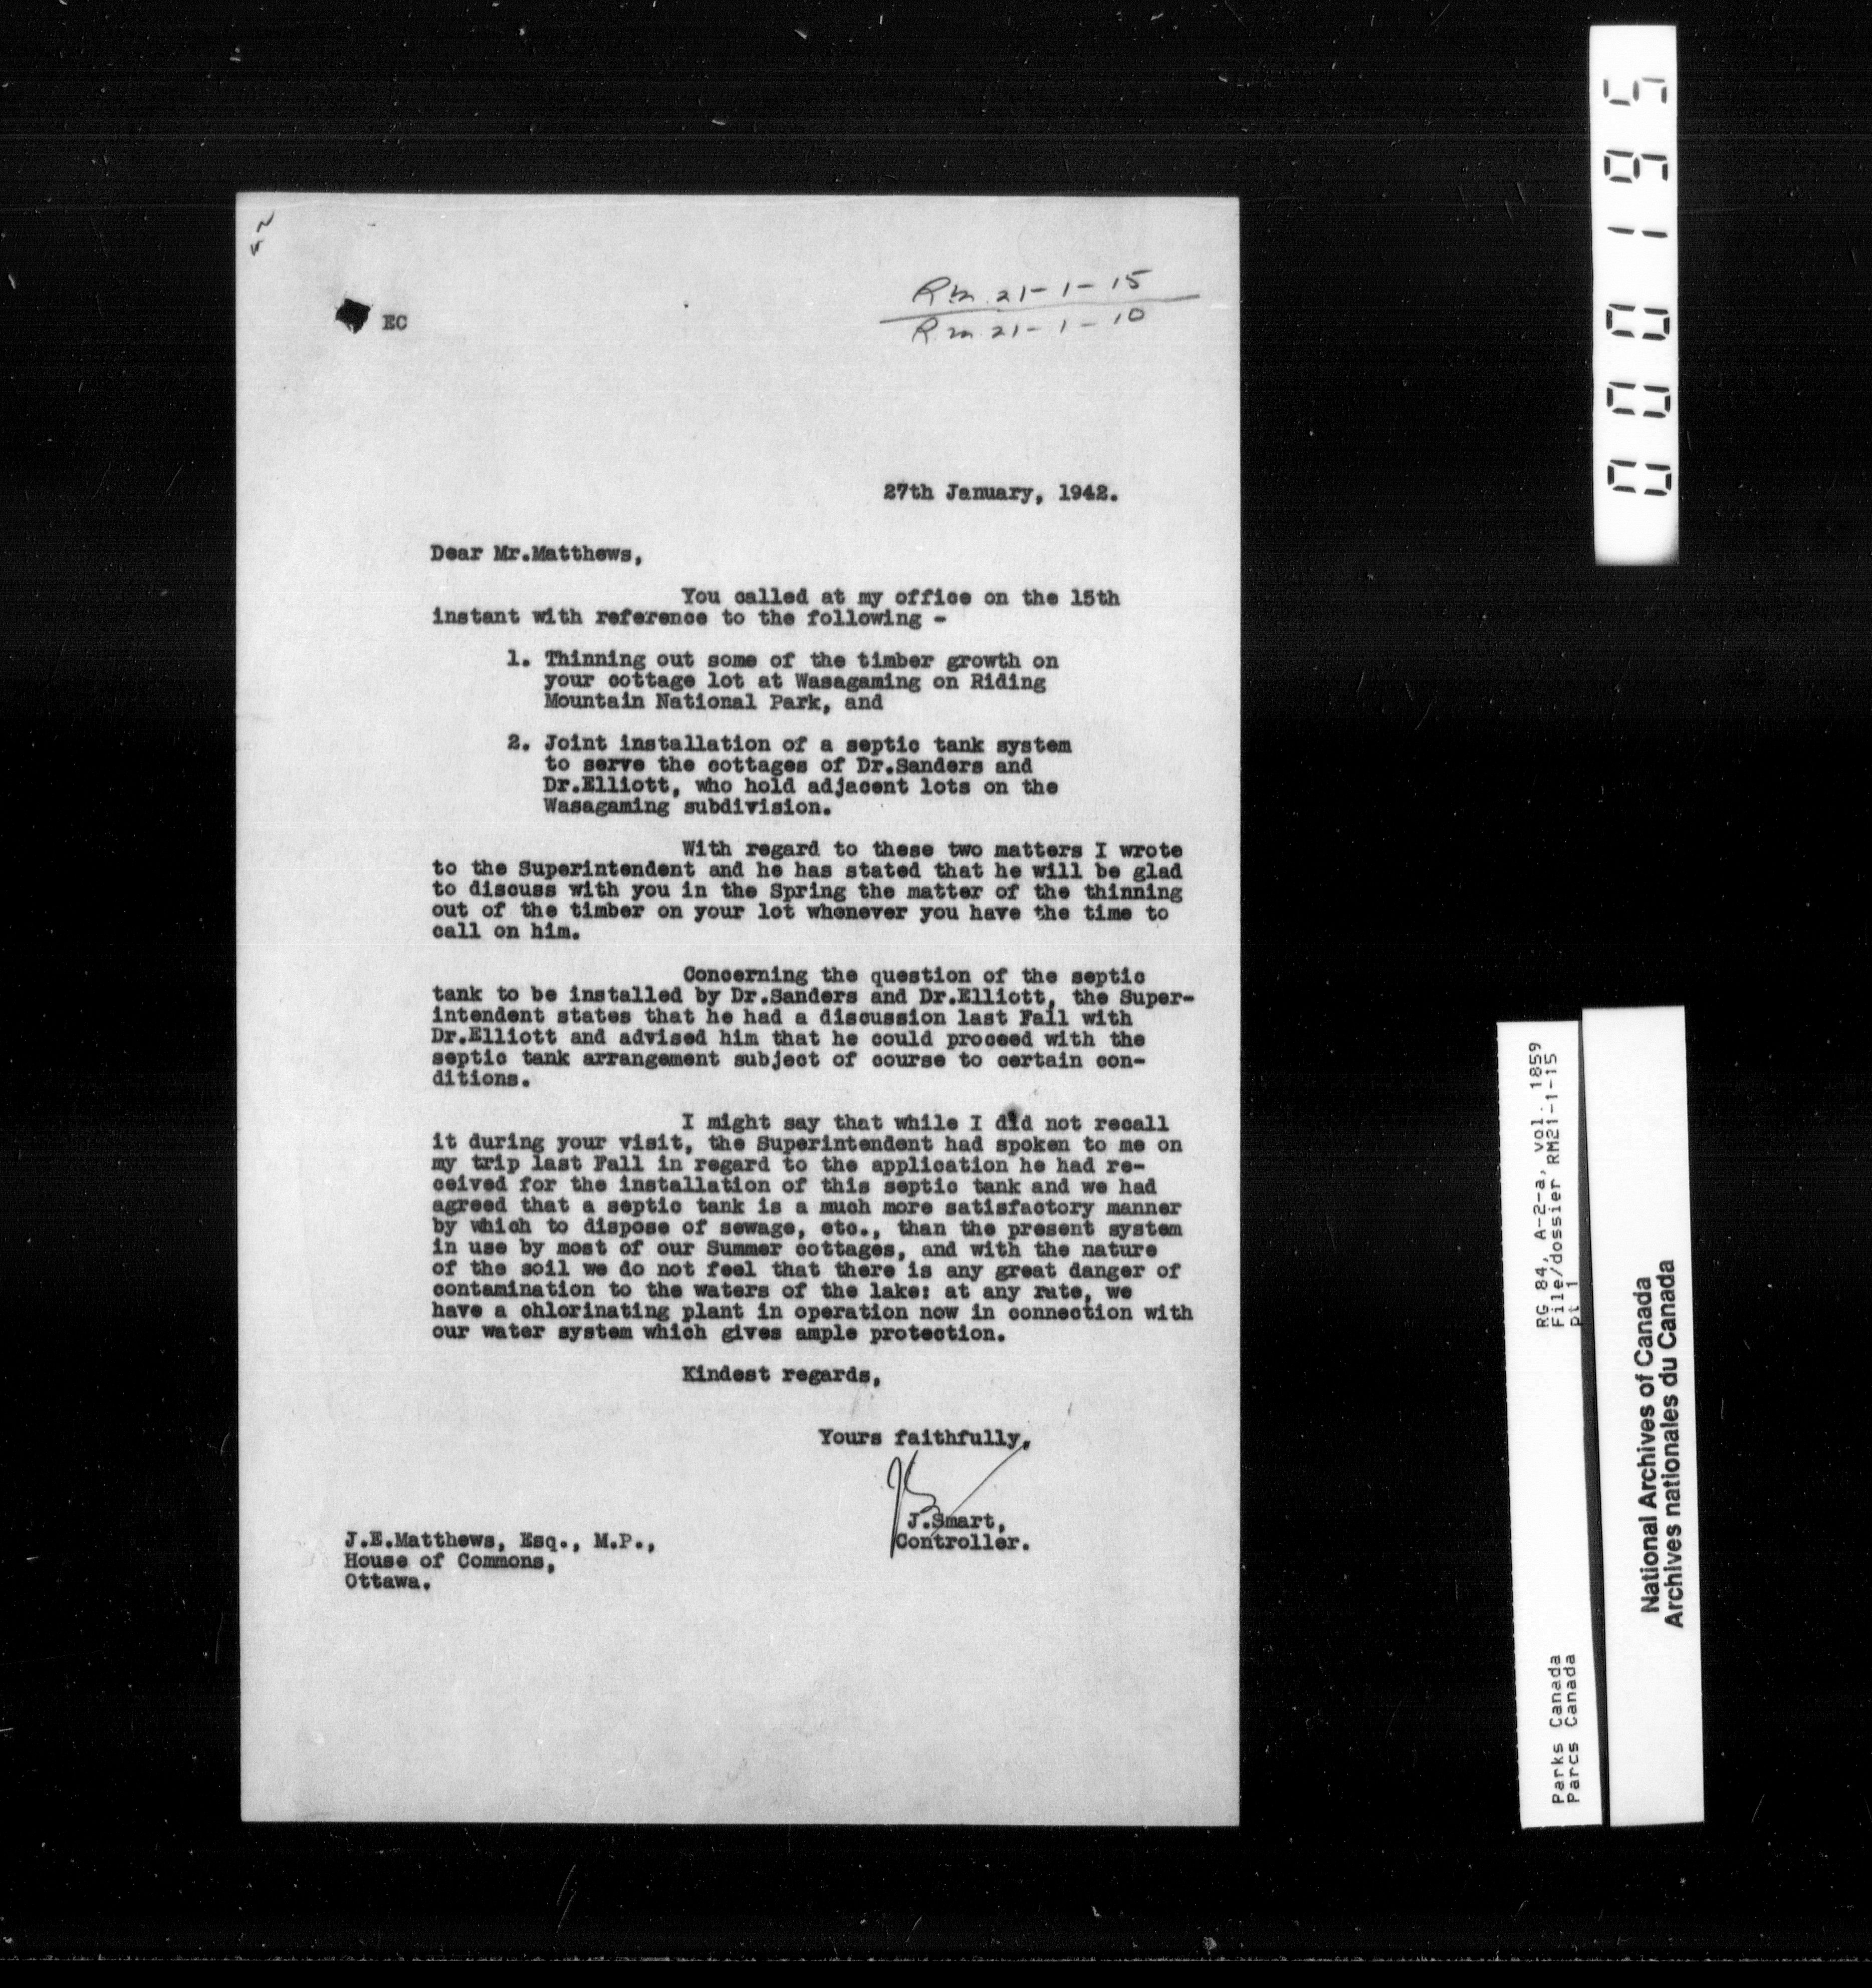 EC
Rm 21-1-15
Rm 21-1-10
27th January, 1942.
Dear Mr.Matthews,
You called at my office on the 15th
instant with reference to the following -
1. Thinning out some of the timber growth on
your cottage lot at Wasagaming on Riding
Mountain National Park, and
2. Joint installation of a septic tank system
to serve the cottages of Dr.Sanders and
Dr.Elliott, who hold adjacent lots on the
Wasagaming subdivision.
With regard to these two matters I wrote
to the Superintendent and he has stated that he will be glad
to discuss with you in the Spring the matter of the thinning
out of the timber on your lot whenever you have the time to
call on him.
Concerning the question of the septic
tank to be installed by Dr.Sanders and Dr.Elliott, the Super-
intendent states that he had a discussion last Fall with
Dr.Elliott and advised him that he could proceed with the
septic tank arrangement subject of course to certain con-
ditions.
I might say that while I did not recall
it during your visit, the Superintendent had spoken to me on
my trip last Fall in regard to the application he had re-
ceived for the installation of this septic tank and we had
agreed that a septic tank is a much more satisfactory manner
by which to dispose of sewage, etc., than the present system
in use by most of our Summer cottages, and with the nature
of the soil we do not feel that there is any great danger of
contamination to the waters of the lake: at any rate, we
have a chlorinating plant in operation now in connection with
our water system which gives ample protection.
Kindest regards,
Yours faithfully,
J.Smart,
Controller.
J.E.Matthews, Esq., M.P.,
House of Commons,
Ottawa.
000195
RG 84, A-2-a, vol. 1859
File/dossier RM21-1-15
pt 1
Parks Canada
Parcs Canada
National Archives of Canada
Archives nationales du Canada